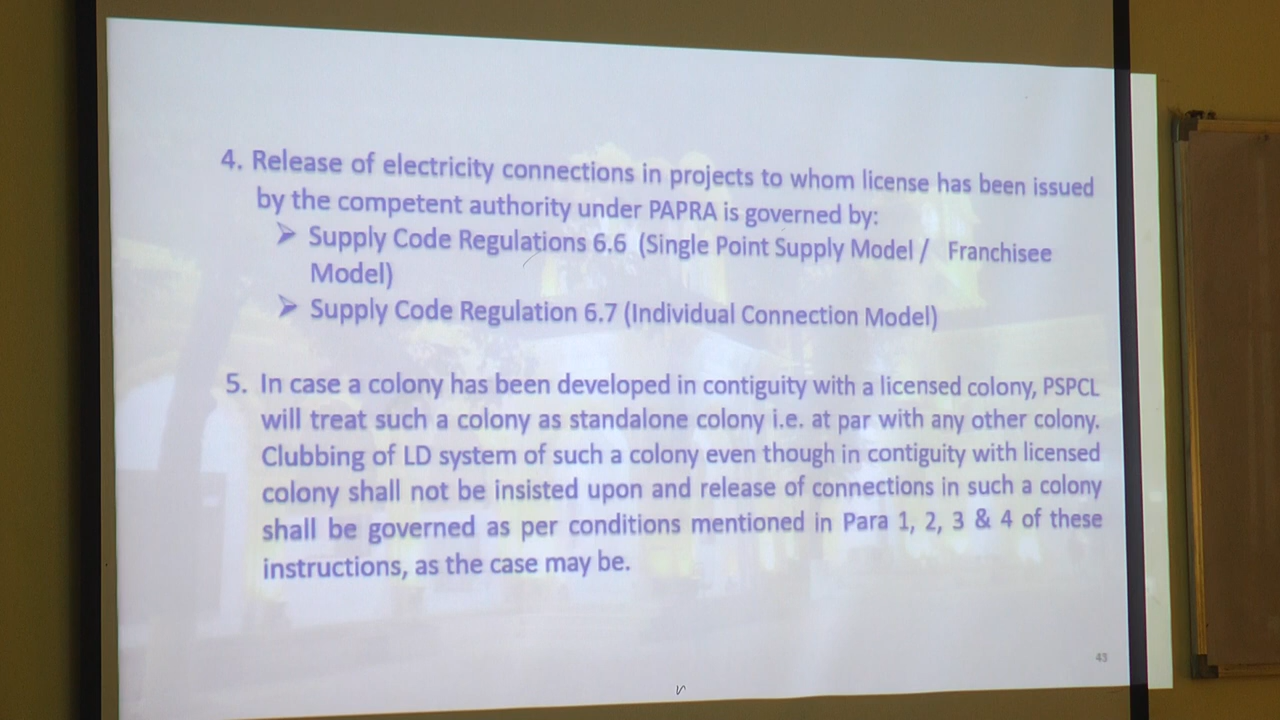 4. Release of electricity connections in projects to whom license has been issued
by the competent authority under PAPRA is governed by:
➢ Supply Code Regulations 6.6 (Single Point Supply Model / Franchisee
Model)
➢ Supply Code Regulation 6.7 (Individual Connection Model)
5. In case a colony has been developed in contiguity with a licensed colony, PSPCL
will treat such a colony as standalone colony i.e. at par with any other colony.
Clubbing of LD system of such a colony even though in contiguity with licensed
colony shall not be insisted upon and release of connections in such a colony
shall be governed as per conditions mentioned in Para 1, 2, 3 & 4 of these
instructions, as the case may be.
43